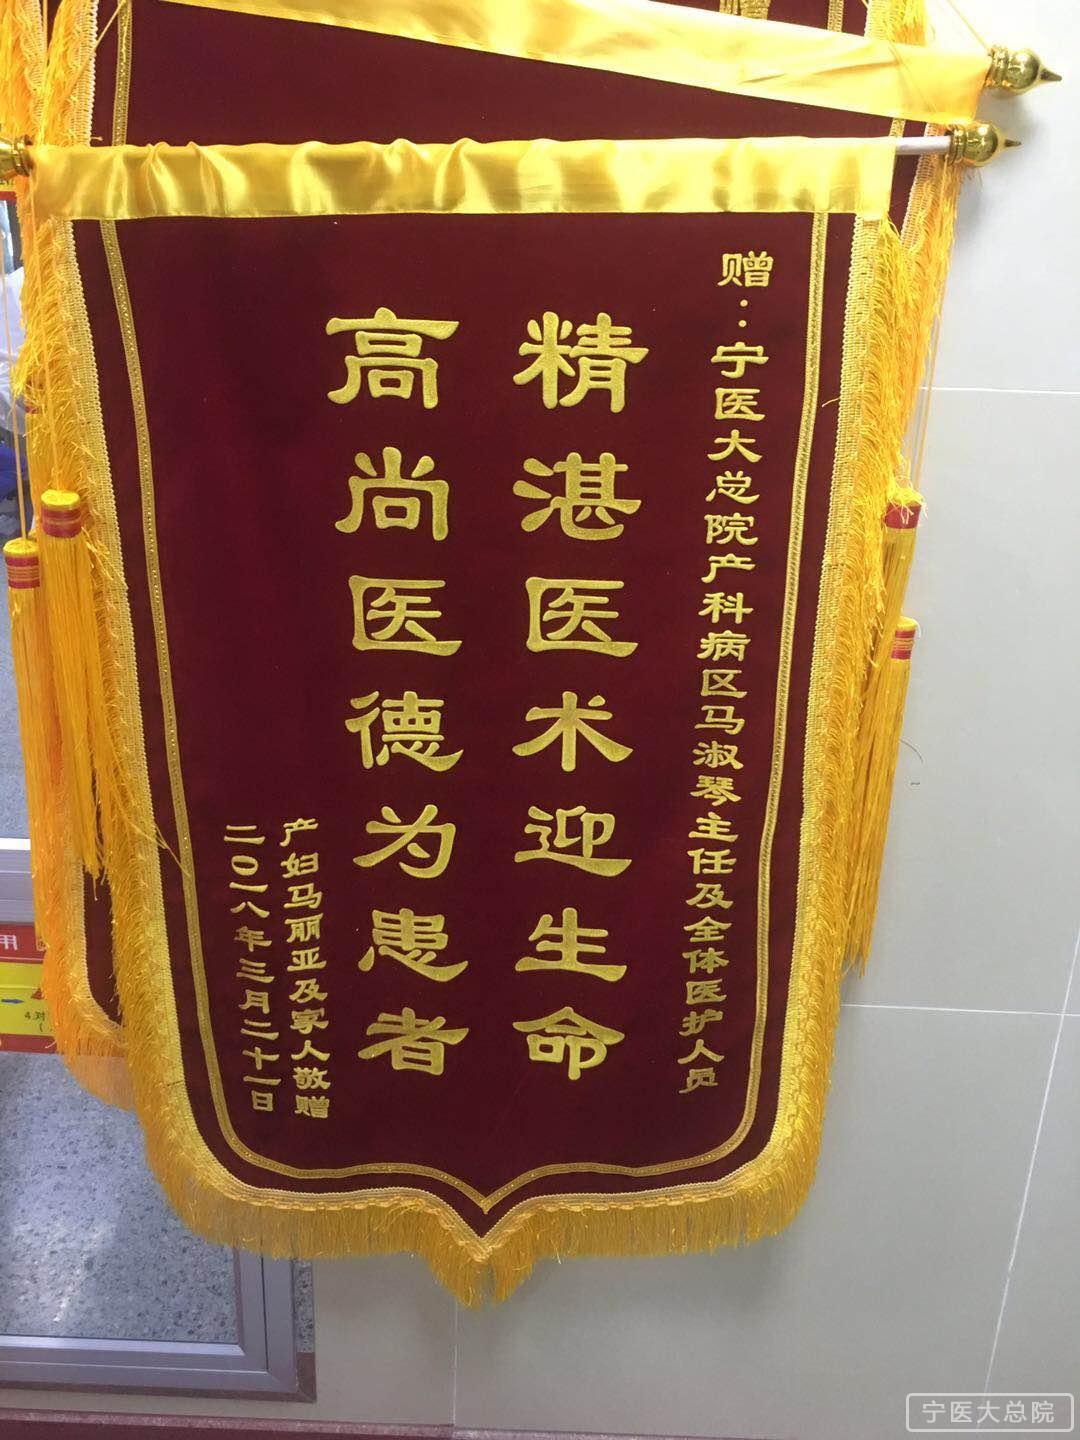 赠：宁医大总院产科病区马淑琴主任及全体医护人员
精湛医术迎生命
高尚医德为患者
产妇马丽亚及家人敬赠
二〇一八年三月二十一日
用
4.对
宁医大总院